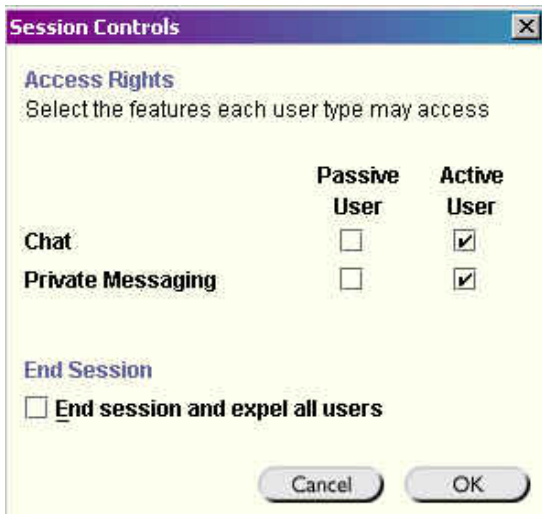 Session Controls
Access Rights
Select the features each user type may access
Passive User
Active User
Chat
Private Messaging
End Session
End session and expel all users
Cancel
OK